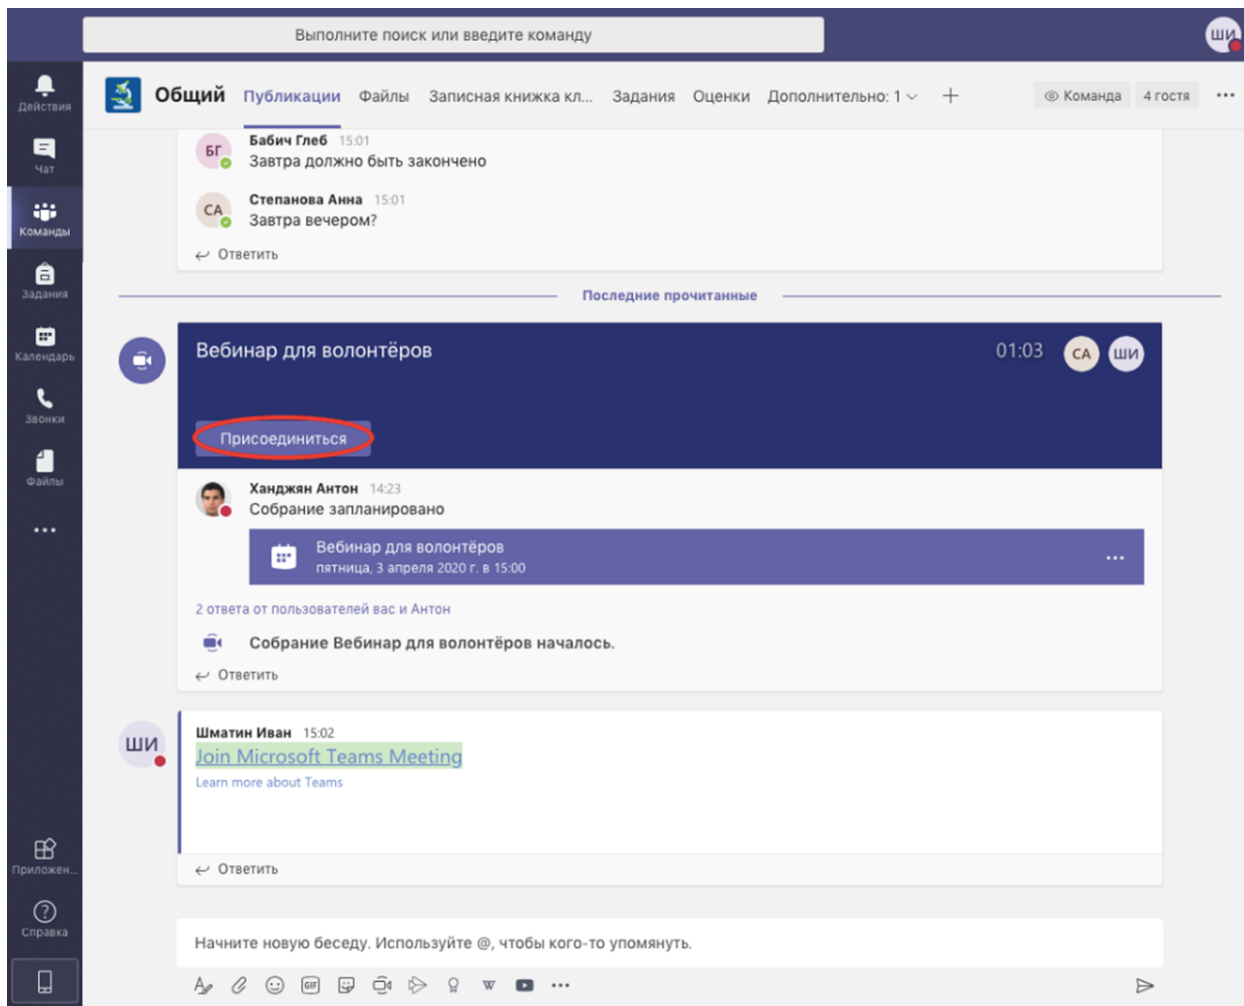 Выполните поиск или введите команду
ШИ
Действия
Чат
Команды
Задания
Календарь
Звонки
Файлы
Приложен...
Справка
Общий Публикации Файлы Записная книжка кл... Задания Оценки Дополнительно: 1
Команда 4 гостя
БГ
Бабич Глеб 15:01
Завтра должно быть закончено
СА
Степанова Анна 15:01
Завтра вечером?
Ответить
Последние прочитанные
Вебинар для волонтёров 01:03 СА ШИ
Присоединиться
Ханджян Антон 14:23
Собрание запланировано
Вебинар для волонтёров
пятница, 3 апреля 2020 г. в 15:00
2 ответа от пользователей вас и Антон
Собрание Вебинар для волонтёров началось.
Ответить
ШИ
Шматин Иван 15:02
Join Microsoft Teams Meeting
Learn more about Teams
Ответить
Начните новую беседу. Используйте @, чтобы кого-то упомянуть.
GIF W